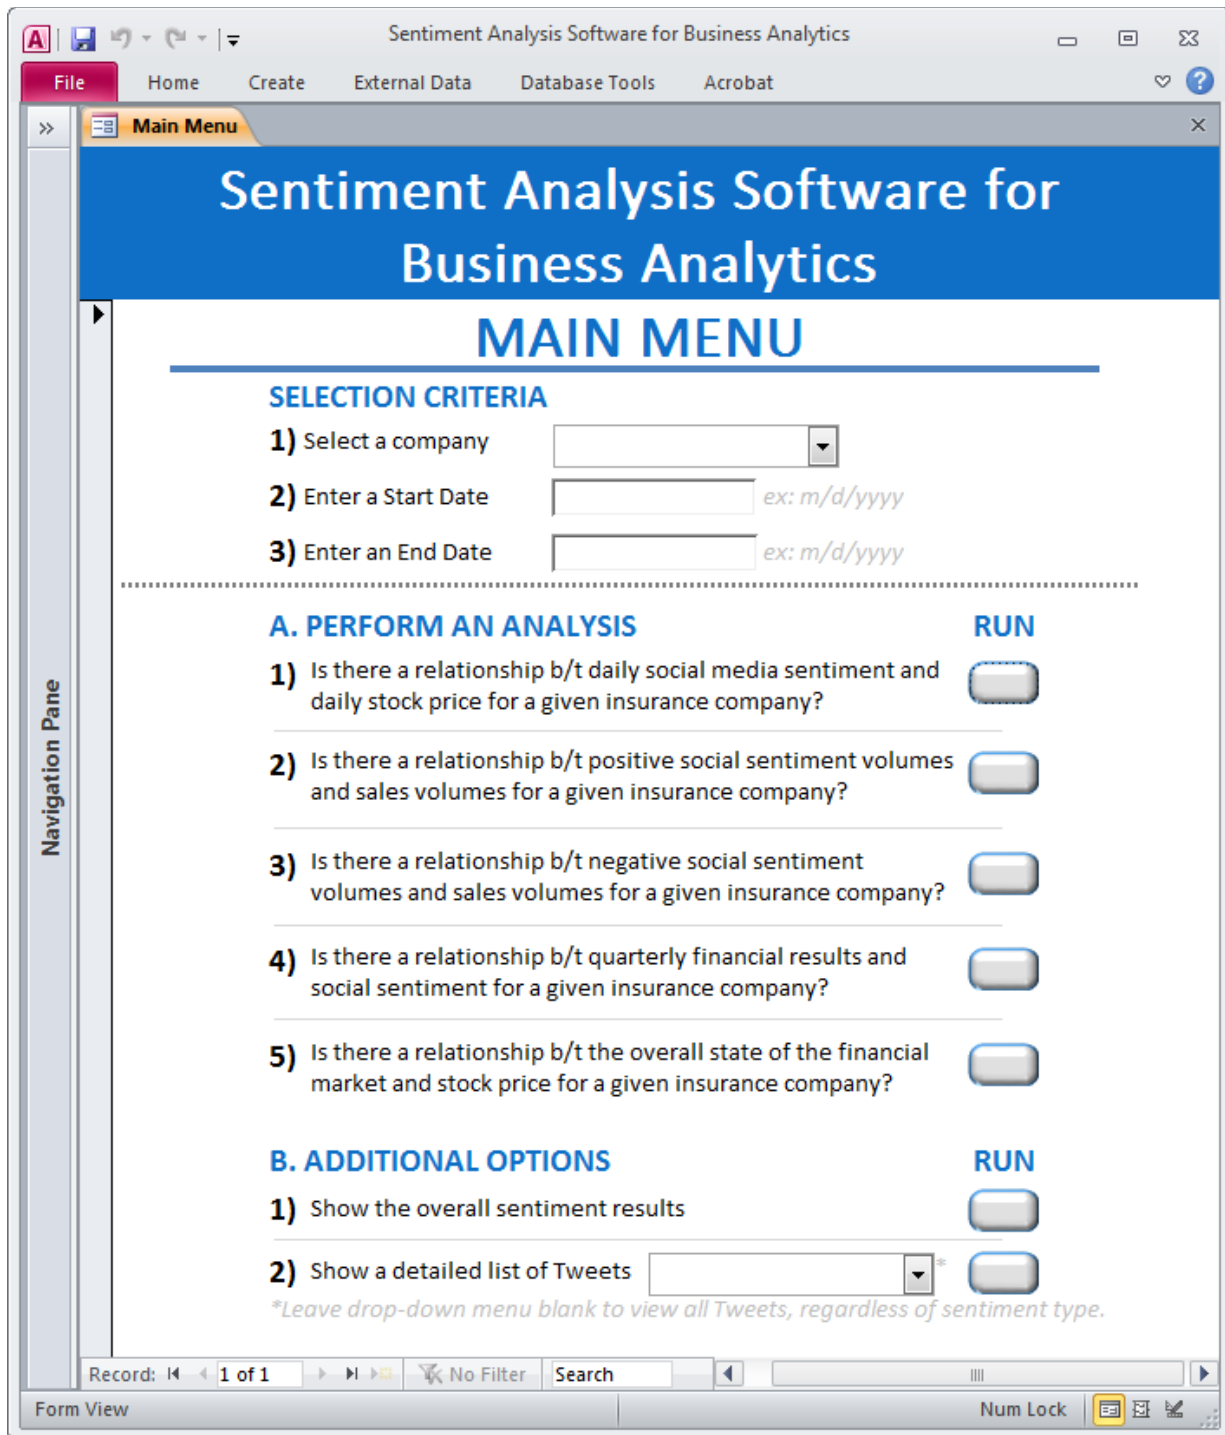 A Sentiment Analysis Software for Business Analytics
File Home Create External Data Database Tools Acrobat ?
» Main Menu ×
Sentiment Analysis Software for
Business Analytics
MAIN MENU
SELECTION CRITERIA
1) Select a company
2) Enter a Start Date ex: m/d/yyyy
3) Enter an End Date ex: m/d/yyyy
A. PERFORM AN ANALYSIS RUN
1) Is there a relationship b/t daily social media sentiment and
daily stock price for a given insurance company?
2) Is there a relationship b/t positive social sentiment volumes
and sales volumes for a given insurance company?
3) Is there a relationship b/t negative social sentiment
volumes and sales volumes for a given insurance company?
4) Is there a relationship b/t quarterly financial results and
social sentiment for a given insurance company?
5) Is there a relationship b/t the overall state of the financial
market and stock price for a given insurance company?
Navigation Pane
B. ADDITIONAL OPTIONS RUN
1) Show the overall sentiment results
2) Show a detailed list of Tweets *
*Leave drop-down menu blank to view all Tweets, regardless of sentiment type.
Record: 1 of 1 No Filter Search
Form View Num Lock